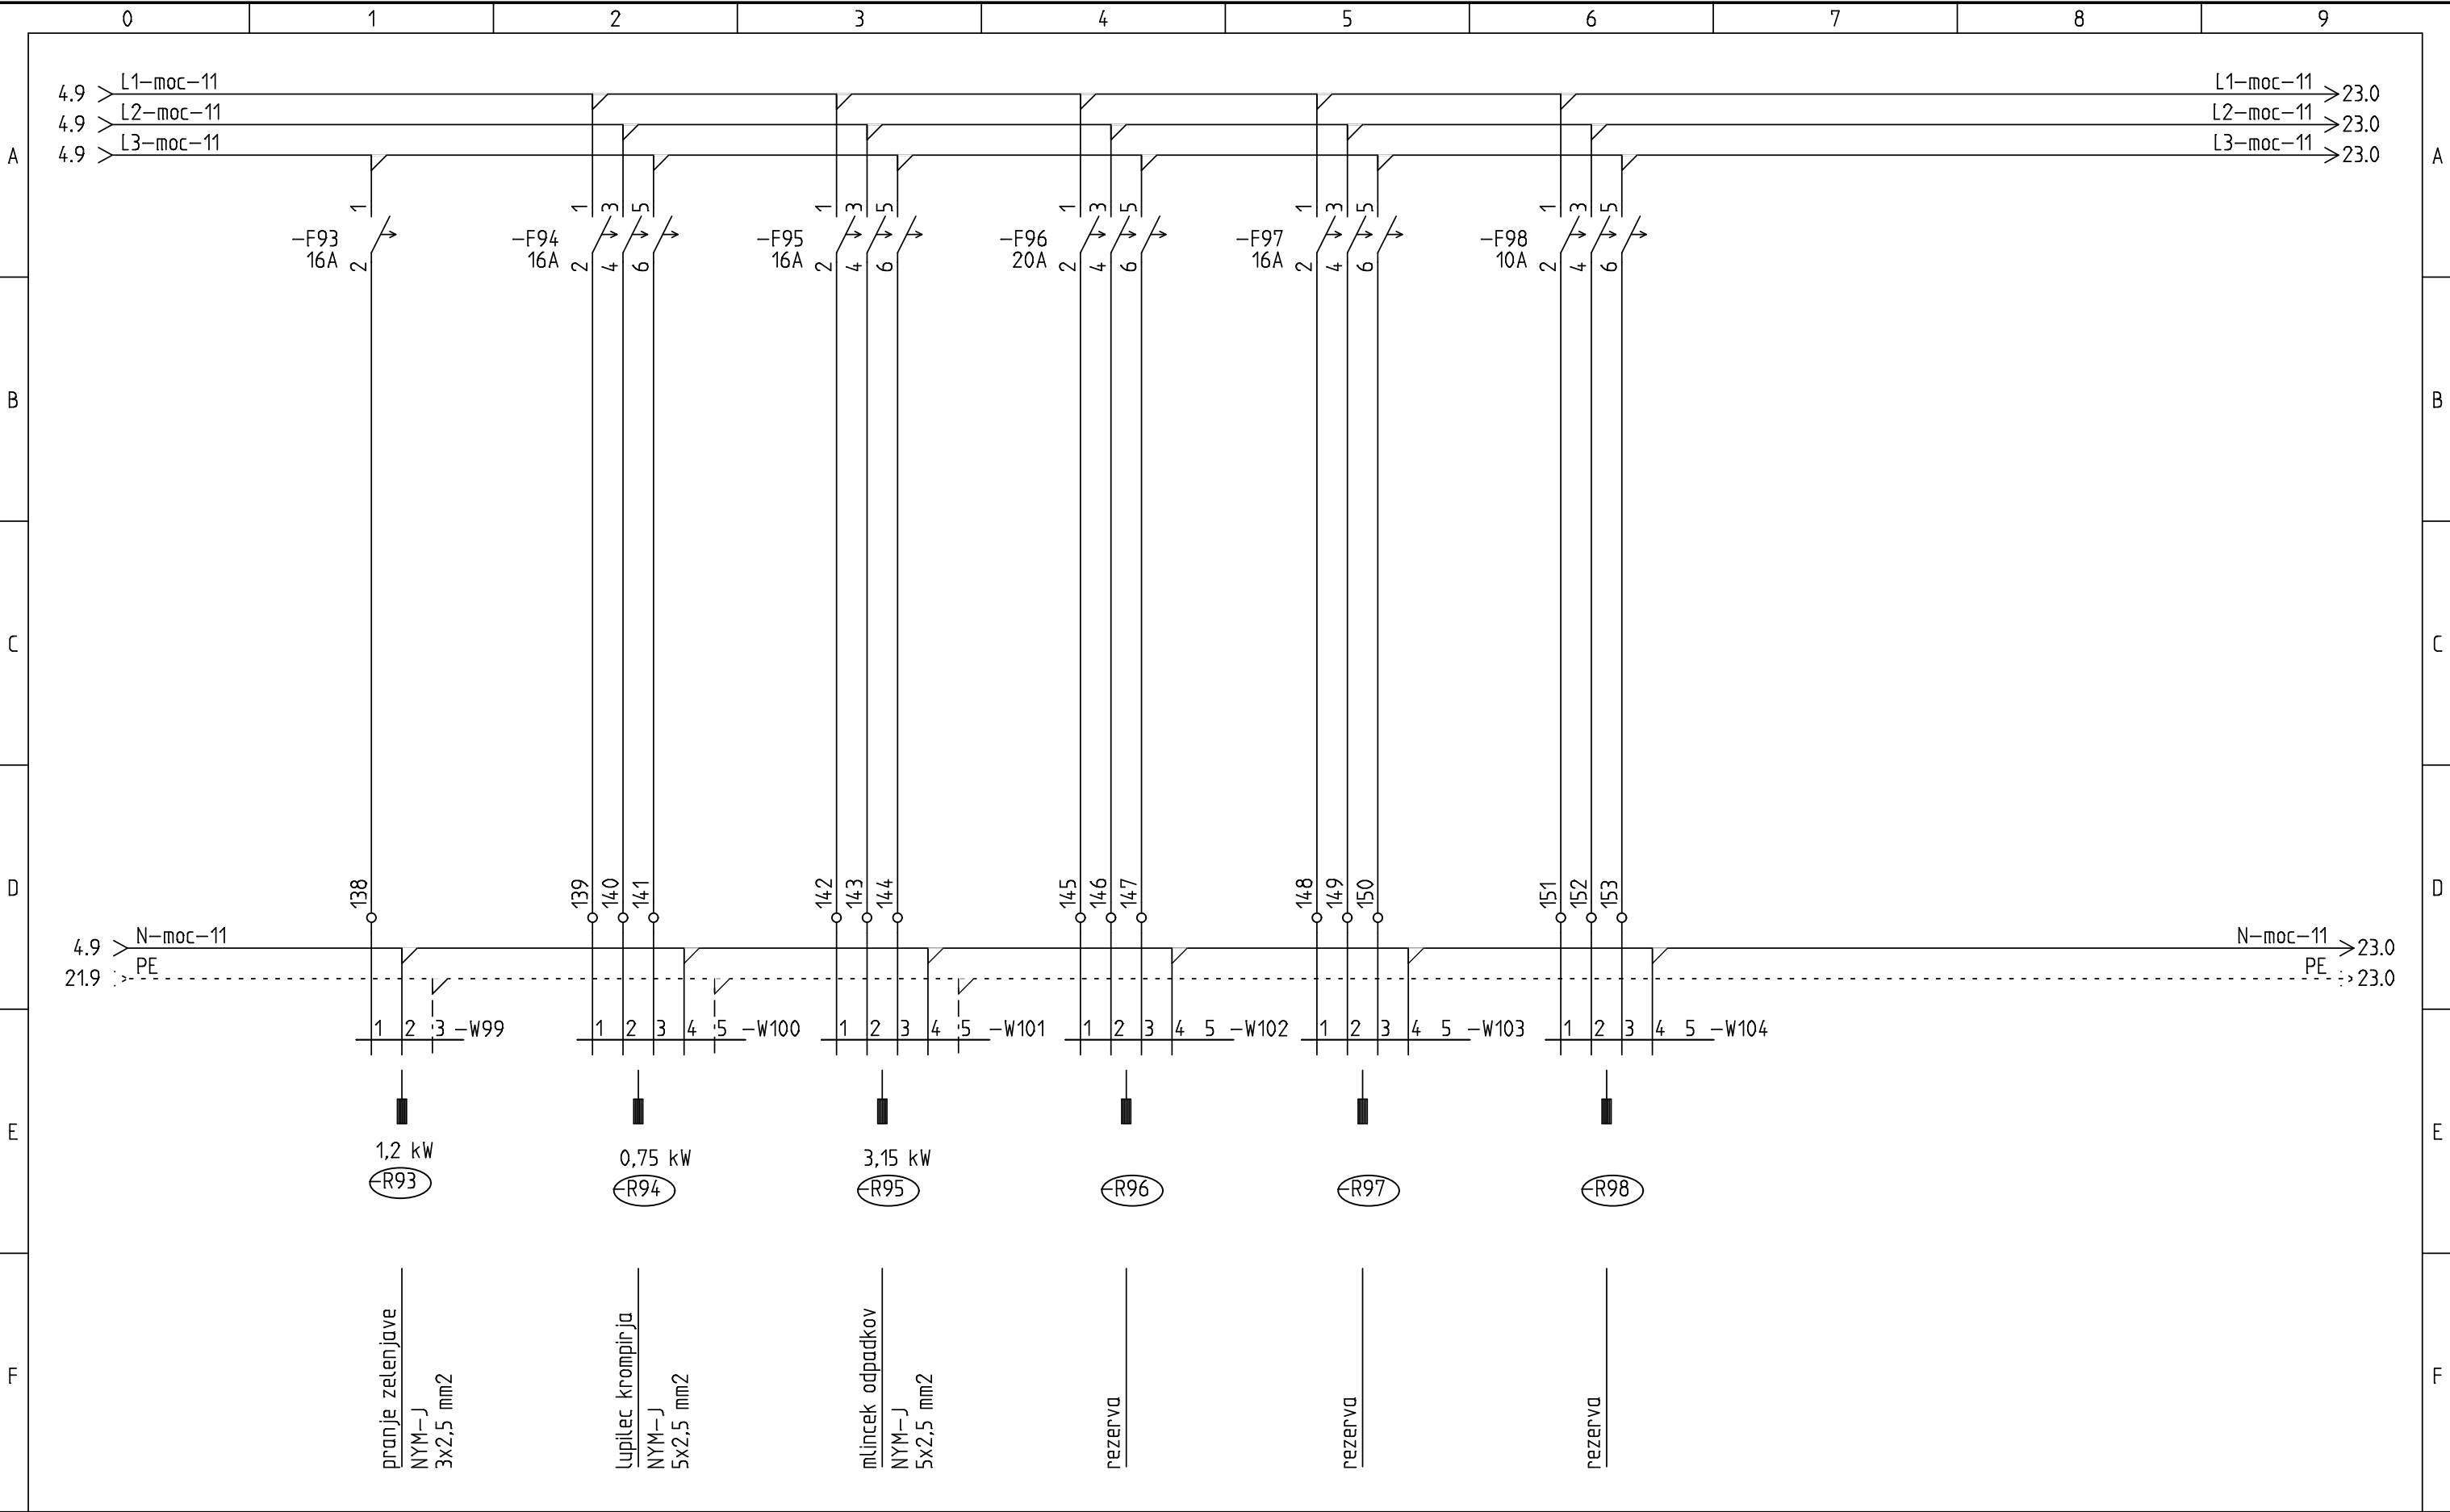 0 1 2 3 4 5 6 7 8 9
L1-moc-11 L1-moc-11
4.9 23.0
L2-moc-11 L2-moc-11
4.9 23.0
L3-moc-11 L3-moc-11
A 4.9 23.0 A
1 1 3 5 1 3 5 1 3 5 1 3 5 1 3 5
-F93 -F94 -F95 -F96 -F97 -F98
16A 16A 16A 20A 16A 10A
2 2 4 6 2 4 6 2 4 6 2 4 6 2 4 6
B B
C C
D D
138 139 140 141 142 143 144 145 146 147 148 149 150 151 152 153
N-moc-11 N-moc-11
4.9 23.0
PE PE
21.9 23.0
1 2 3 -W99 1 2 3 4 5 -W100 1 2 3 4 5 -W101 1 2 3 4 5 -W102 1 2 3 4 5 -W103 1 2 3 4 5 -W104
E E
1,2 kW 0,75 kW 3,15 kW
-R93 -R94 -R95 -R96 -R97 -R98
F F
pranje zelenjave
NYM-J
3x2,5 mm2
lupilec krompirja
NYM-J
5x2,5 mm2
mlincek odpadkov
NYM-J
5x2,5 mm2
rezerva
rezerva
rezerva